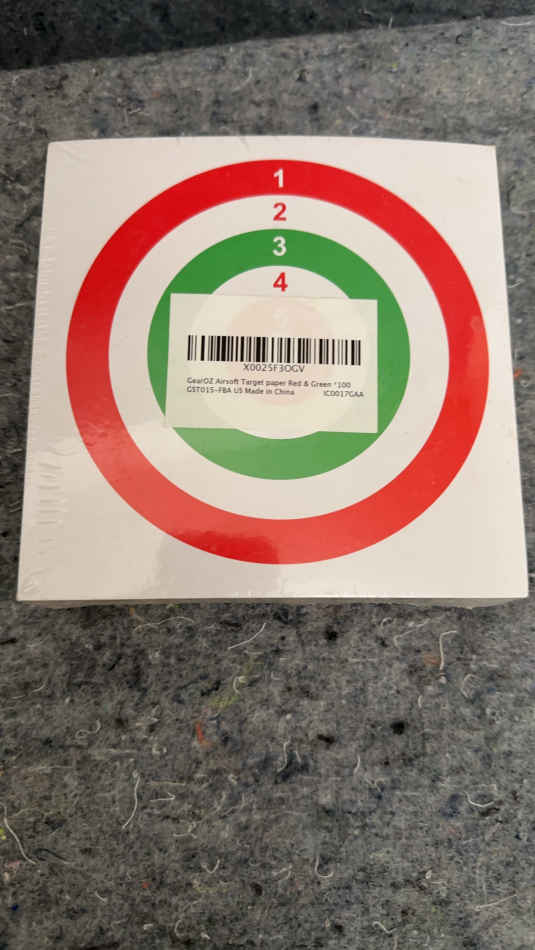 1
2
3
4
5
X0025F3OGV
GearOZ Airsoft Target paper Red & Green *100
GST015-FBA US Made in China IC0017GAA